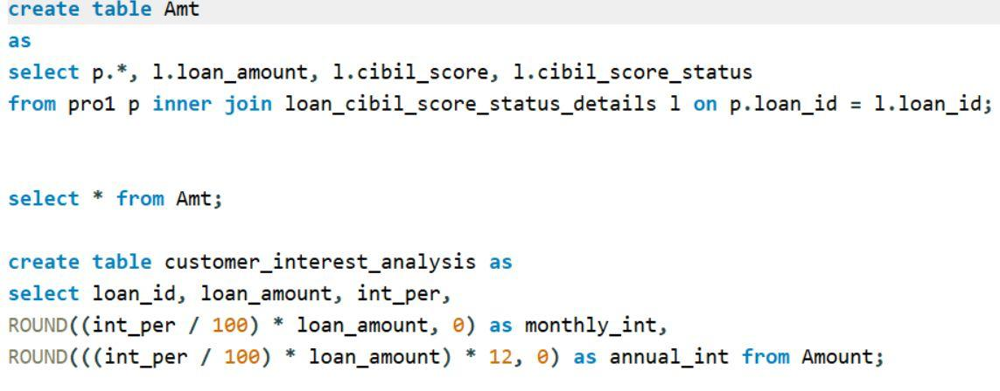 create table Amt
as
select p.*, l.loan_amount, l.cibil_score, l.cibil_score_status
from pro1 p inner join loan_cibil_score_status_details l on p.loan_id = l.loan_id;
select * from Amt;
create table customer_interest_analysis as
select loan_id, loan_amount, int_per,
ROUND((int_per / 100) * loan_amount, 0) as monthly_int,
ROUND(((int_per / 100) * loan_amount) * 12, 0) as annual_int from Amount;